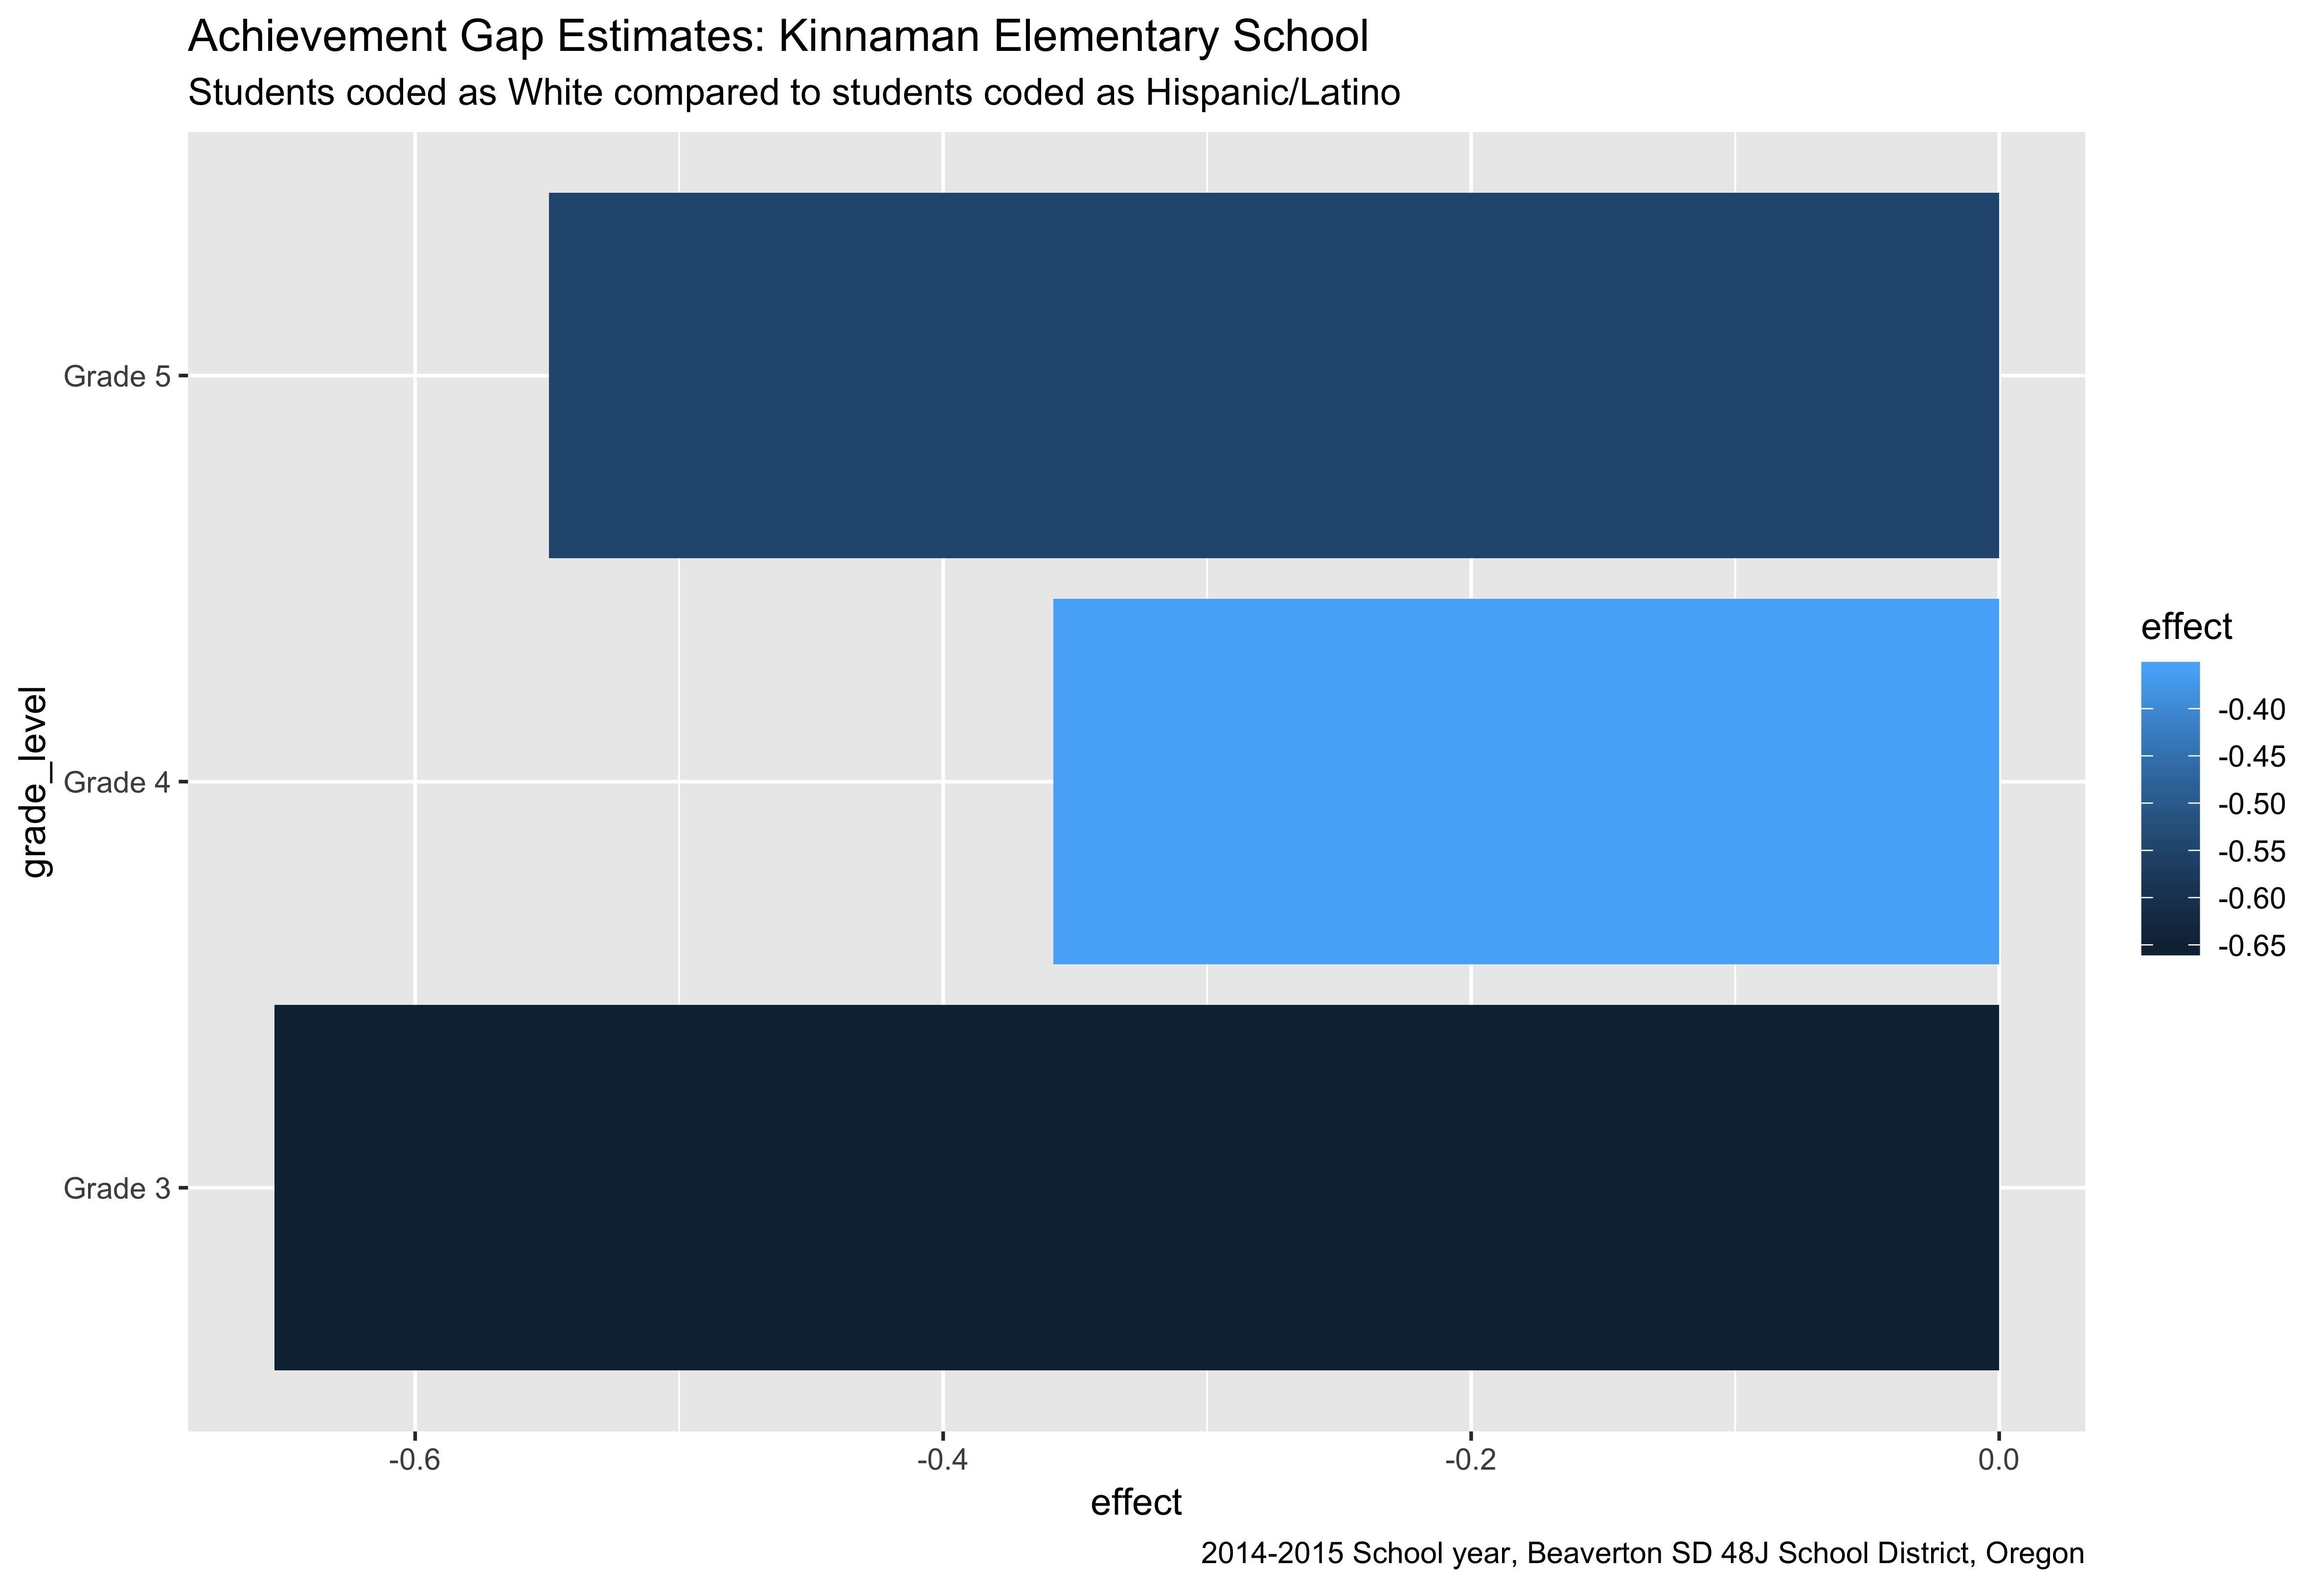 Achievement Gap Estimates: Kinnaman Elementary School
Students coded as White compared to students coded as Hispanic/Latino
grade_level
Grade 5
Grade 4
Grade 3
-0.6
-0.4
-0.2
0.0
effect
effect
-0.40
-0.45
-0.50
-0.55
-0.60
-0.65
2014-2015 School year, Beaverton SD 48J School District, Oregon